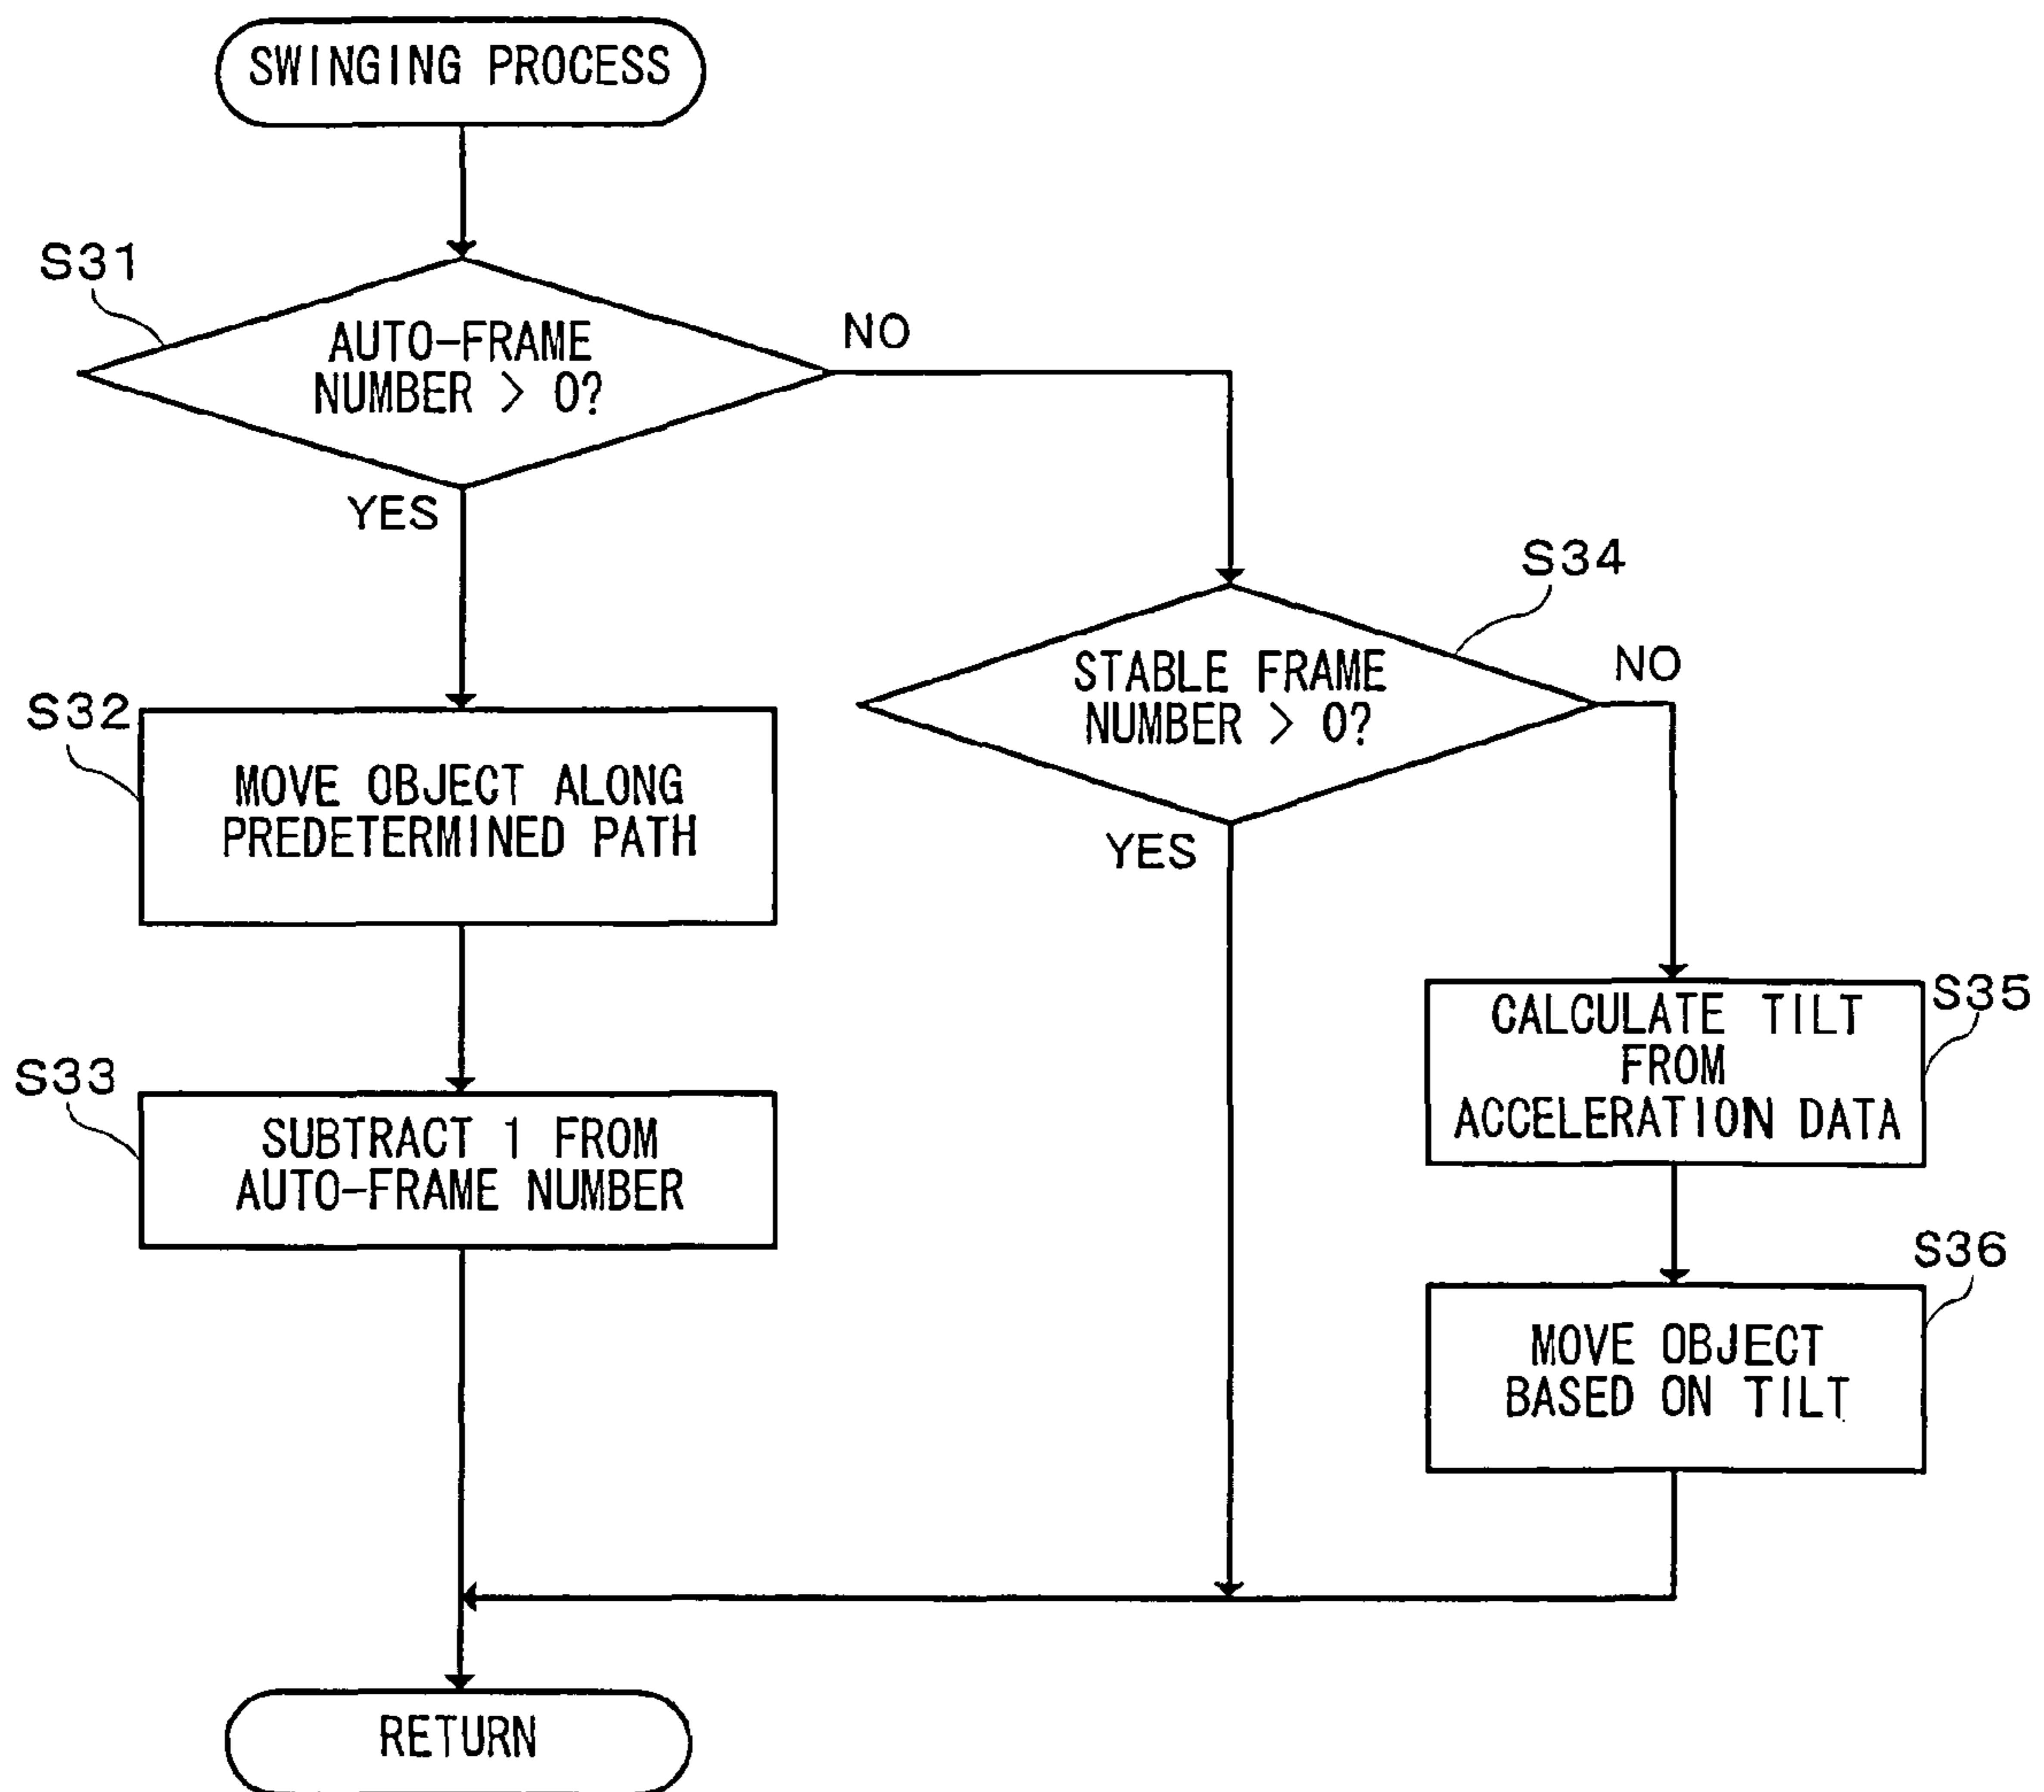 SWINGING PROCESS
S31
AUTO-FRAME
NUMBER > 0?
NO
YES
S34
STABLE FRAME
NUMBER > 0?
NO
YES
S32
MOVE OBJECT ALONG
PREDETERMINED PATH
S33
SUBTRACT 1 FROM
AUTO-FRAME NUMBER
S35
CALCULATE TILT
FROM
ACCELERATION DATA
S36
MOVE OBJECT
BASED ON TILT
RETURN